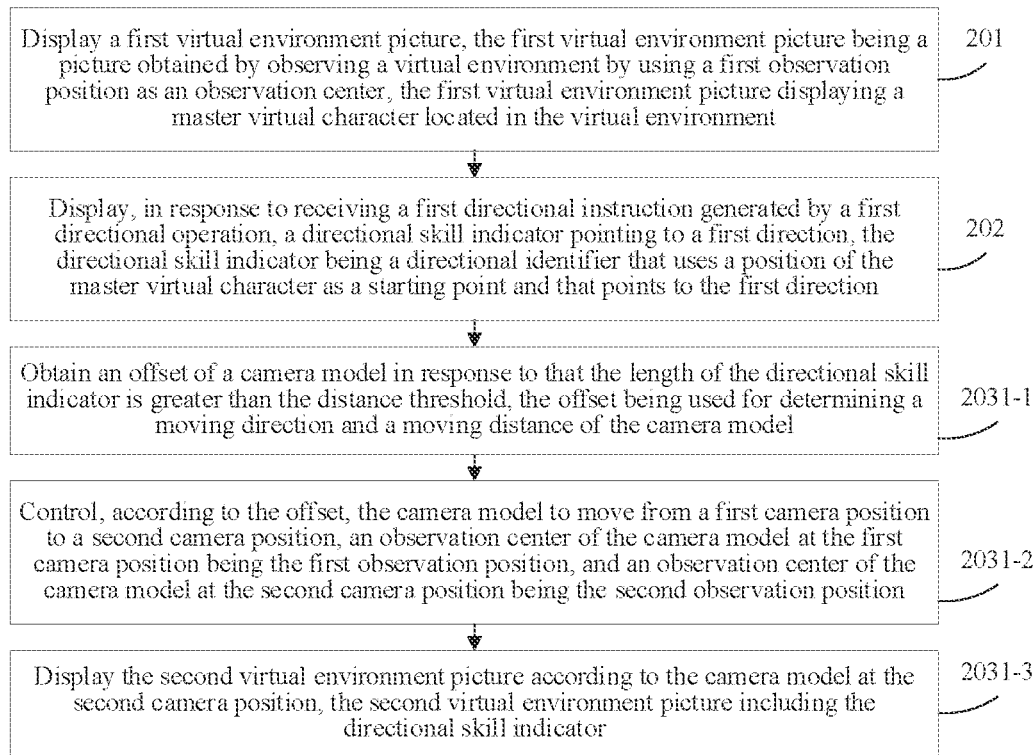 Display a first virtual environment picture, the first virtual environment picture being a
picture obtained by observing a virtual environment by using a first observation
position as an observation center, the first virtual environment picture displaying a
master virtual character located in the virtual environment
201
Display, in response to receiving a first directional instruction generated by a first
directional operation, a directional skill indicator pointing to a first direction, the
directional skill indicator being a directional identifier that uses a position of the
master virtual character as a starting point and that points to the first direction
202
Obtain an offset of a camera model in response to that the length of the directional skill
indicator is greater than the distance threshold, the offset being used for determining a
moving direction and a moving distance of the camera model
2031-1
Control, according to the offset, the camera model to move from a first camera position
to a second camera position, an observation center of the camera model at the first
camera position being the first observation position, and an observation center of the
camera model at the second camera position being the second observation position
2031-2
Display the second virtual environment picture according to the camera model at the
second camera position, the second virtual environment picture including the
directional skill indicator
2031-3